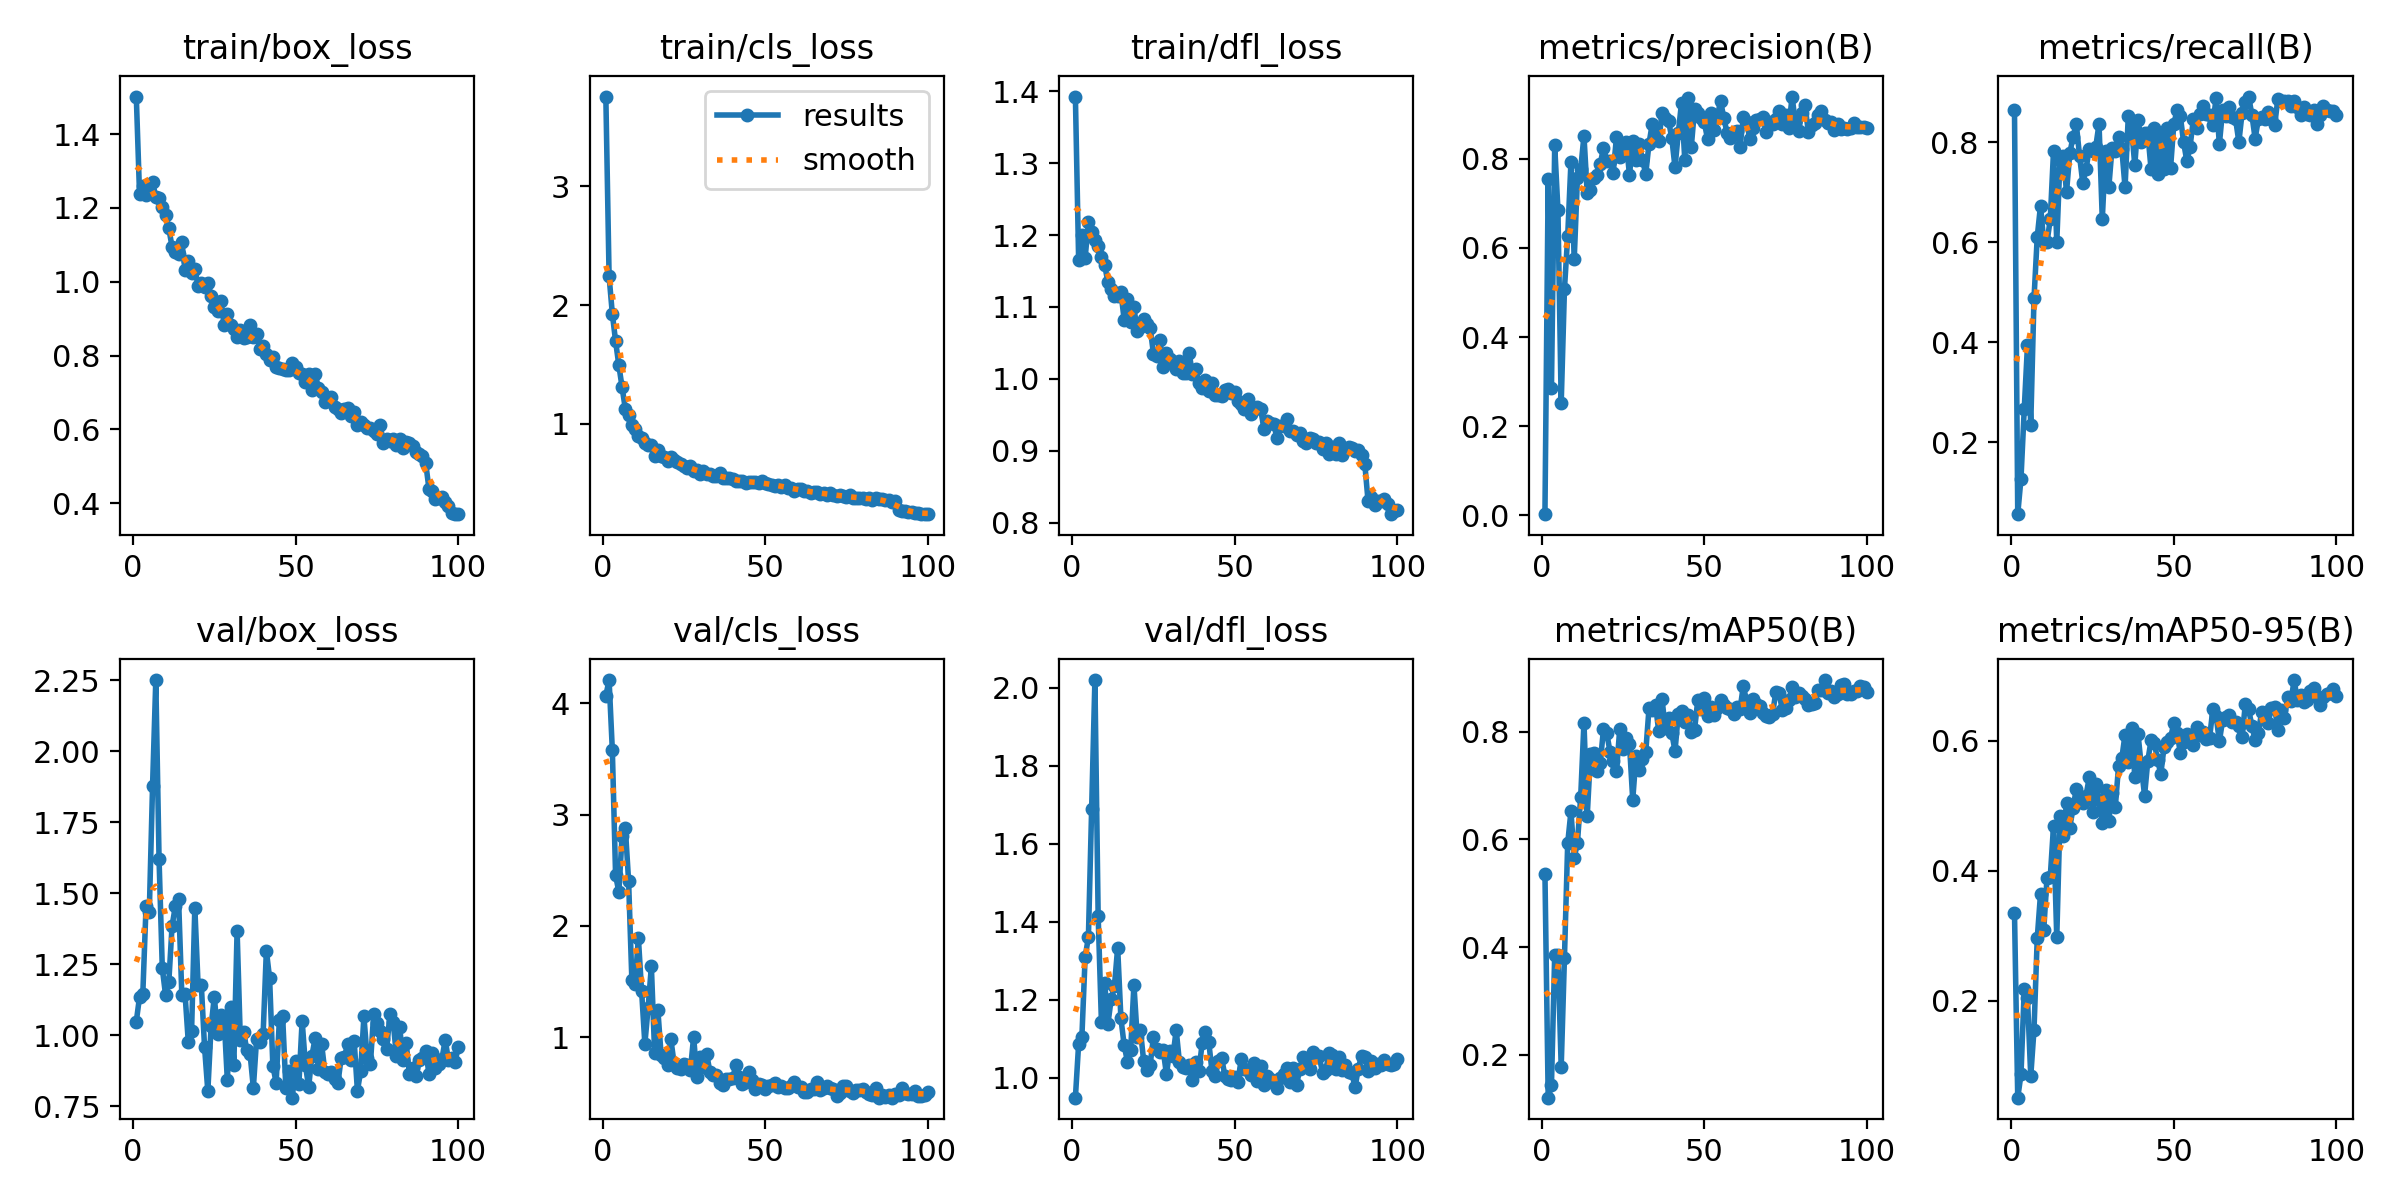 train/box_loss
train/cls_loss
train/dfl_loss
metrics/precision(B)
metrics/recall(B)
1.4
1.2
1.0
0.8
0.6
0.4
0 50 100
results
smooth
3
2
1
0 50 100
1.4
1.3
1.2
1.1
1.0
0.9
0.8
0 50 100
0.8
0.6
0.4
0.2
0.0
0 50 100
0.8
0.6
0.4
0.2
0 50 100
val/box_loss
val/cls_loss
val/dfl_loss
metrics/mAP50(B)
metrics/mAP50-95(B)
2.25
2.00
1.75
1.50
1.25
1.00
0.75
0 50 100
4
3
2
1
0 50 100
2.0
1.8
1.6
1.4
1.2
1.0
0 50 100
0.8
0.6
0.4
0.2
0 50 100
0.6
0.4
0.2
0 50 100